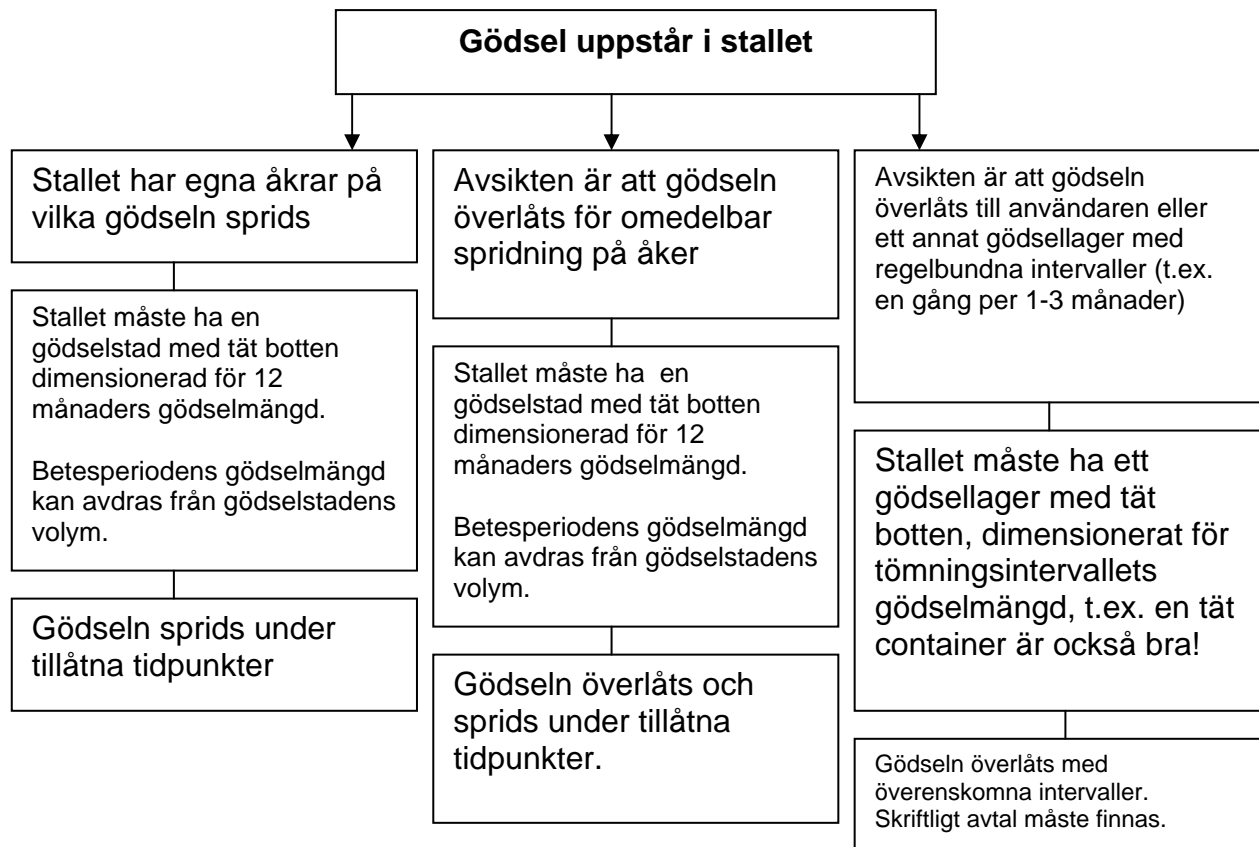 Gödsel uppstår i stallet
Stallet har egna åkrar på
vilka gödseln sprids
Stallet måste ha en
gödselstad med tät botten
dimensionerad för 12
månaders gödselmängd.
Betesperiodens gödselmängd
kan avdras från gödselstadens
volym.
Gödseln sprids under
tillåtna tidpunkter
Avsikten är att gödseln
överlåts för omedelbar
spridning på åker
Stallet måste ha en
gödselstad med tät botten
dimensionerad för 12
månaders gödselmängd.
Betesperiodens gödselmängd
kan avdras från gödselstadens
volym.
Gödseln överlåts och
sprids under tillåtna
tidpunkter.
Avsikten är att gödseln
överlåts till användaren eller
ett annat gödsellager med
regelbundna intervaller (t.ex.
en gång per 1-3 månader)
Stallet måste ha ett
gödsellager med tät
botten, dimensionerat för
tömningsintervallets
gödselmängd, t.ex. en tät
container är också bra!
Gödseln överlåts med
överenskomna intervaller.
Skriftligt avtal måste finnas.